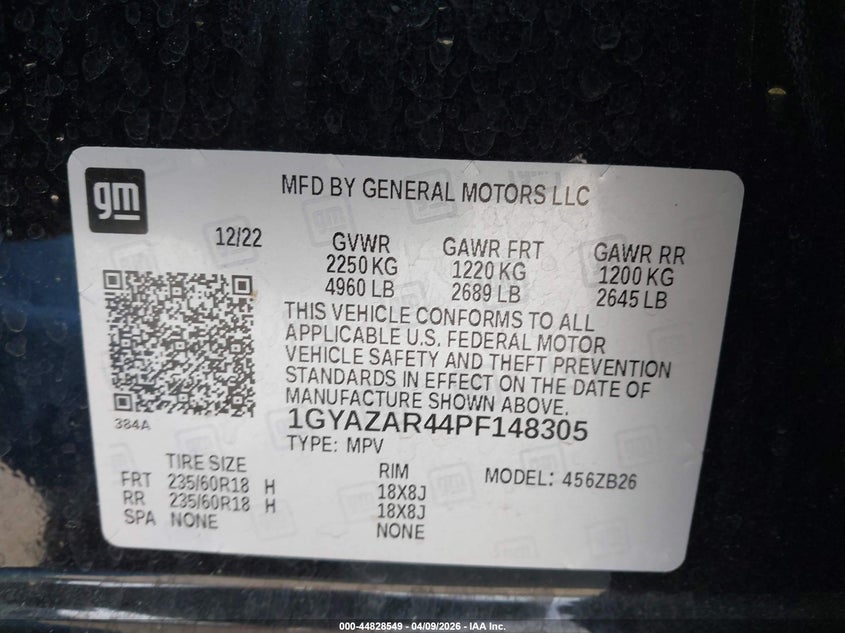 gm
MFD BY GENERAL MOTORS LLC
12/22
GVWR
2250 KG
4960 LB
GAWR FRT
1220 KG
2689 LB
GAWR RR
1200 KG
2645 LB
THIS VEHICLE CONFORMS TO ALL
APPLICABLE U.S. FEDERAL MOTOR
VEHICLE SAFETY AND THEFT PREVENTION
STANDARDS IN EFFECT ON THE DATE OF
MANUFACTURE SHOWN ABOVE.
384A
1GYAZAR44PF148305
TYPE: MPV
TIRE SIZE RIM MODEL: 456ZB26
FRT 235/60R18 H 18X8J
RR 235/60R18 H 18X8J
SPA NONE NONE
000-44828549 - 04/09/2026 - IAA Inc.